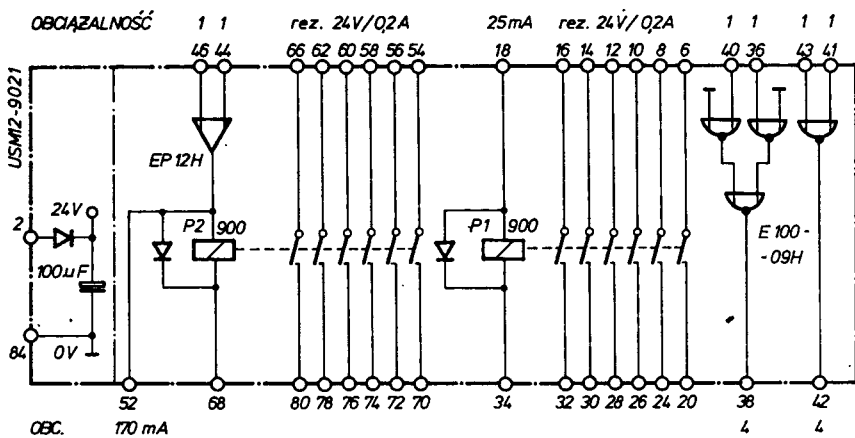 OBCIĄŻALNOŚĆ 1 1 rez. 24V/0,2A 25mA rez. 24V/0,2A 1 1 1 1
46 44 66 62 60 58 56 54 18 16 14 12 10 8 6 40 36 43 41
USM12-9021
EP 12H
2 24V P2 900 P1 900 E 100-
-09H
100µF
84 0V
52 68 80 78 76 74 72 70 34 32 30 28 26 24 20 38 42
OBC. 170 mA 4 4